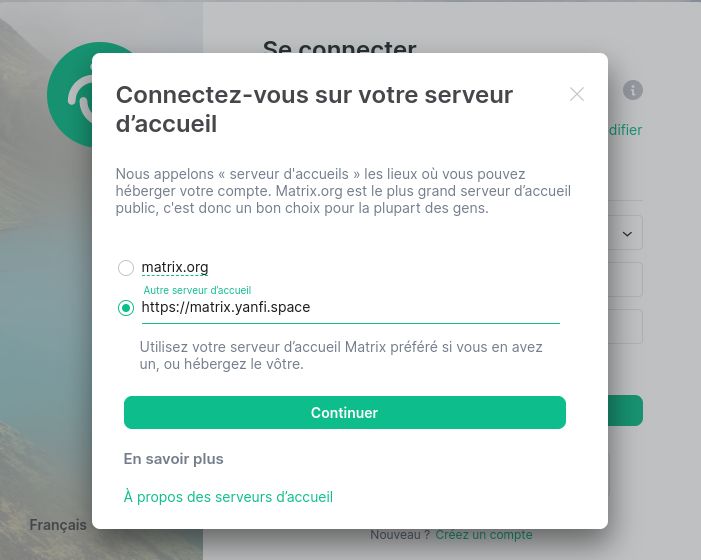 Se connecter
Connectez-vous sur votre serveur
d’accueil
difier
Nous appelons « serveur d'accueils » les lieux où vous pouvez
héberger votre compte. Matrix.org est le plus grand serveur d’accueil
public, c'est donc un bon choix pour la plupart des gens.
matrix.org
Autre serveur d’accueil
https://matrix.yanfi.space
Utilisez votre serveur d’accueil Matrix préféré si vous en avez
un, ou hébergez le vôtre.
Continuer
En savoir plus
À propos des serveurs d’accueil
Français
Nouveau ? Créez un compte